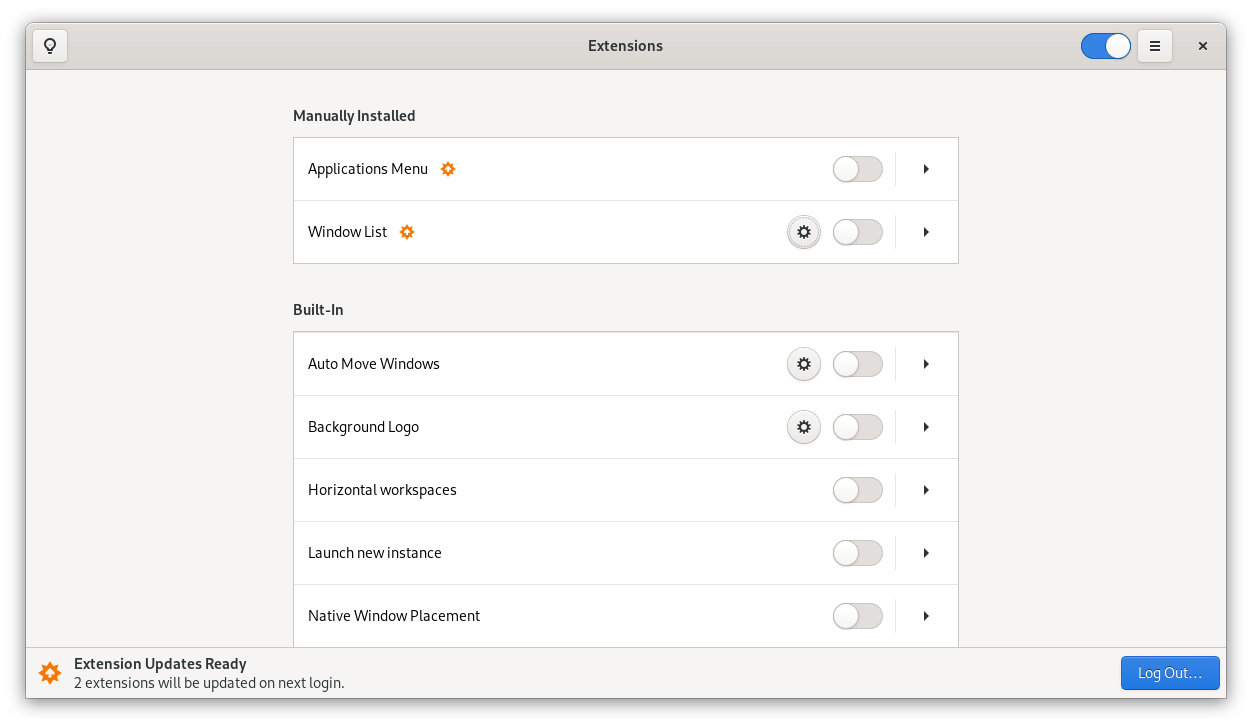 Extensions
Manually Installed
Applications Menu
Window List
Built-In
Auto Move Windows
Background Logo
Horizontal workspaces
Launch new instance
Native Window Placement
Extension Updates Ready
2 extensions will be updated on next login.
Log Out…